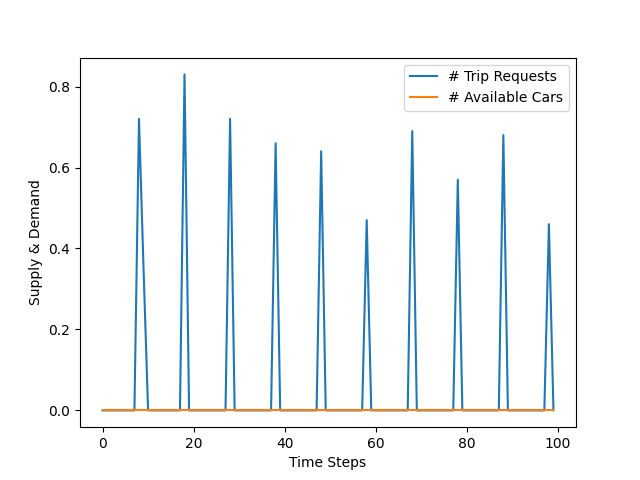 # Trip Requests
# Available Cars
Supply & Demand
0.8
0.6
0.4
0.2
0.0
0 20 40 60 80 100
Time Steps